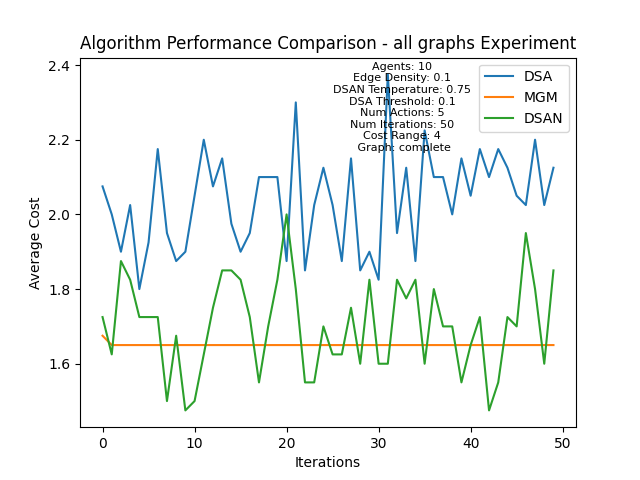 Algorithm Performance Comparison - all graphs Experiment
Agents: 10
Edge Density: 0.1
DSAN Temperature: 0.75
DSA Threshold: 0.1
Num Actions: 5
Num Iterations: 50
Cost Range: 4
Graph: complete
DSA
MGM
DSAN
Average Cost
2.4
2.2
2.0
1.8
1.6
0
10
20
30
40
50
Iterations